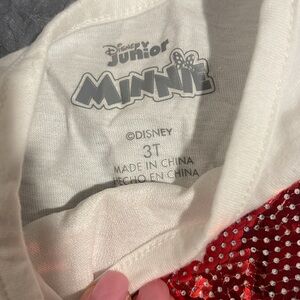 Disney
Junior
MINNIE
©DISNEY
3T
MADE IN CHINA
HECHO EN CHINA